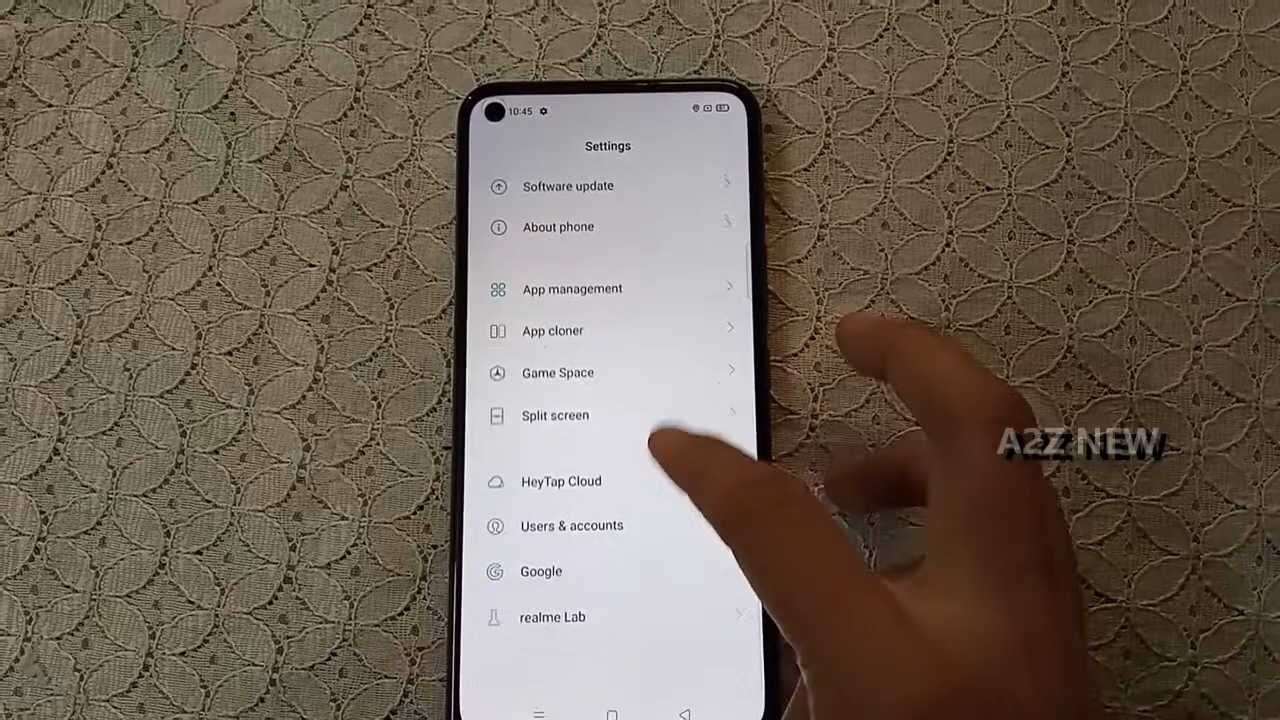 10:45
Settings
Software update
About phone
App management
App cloner
Game Space
Split screen
HeyTap Cloud
Users & accounts
Google
realme Lab
A2Z NEW